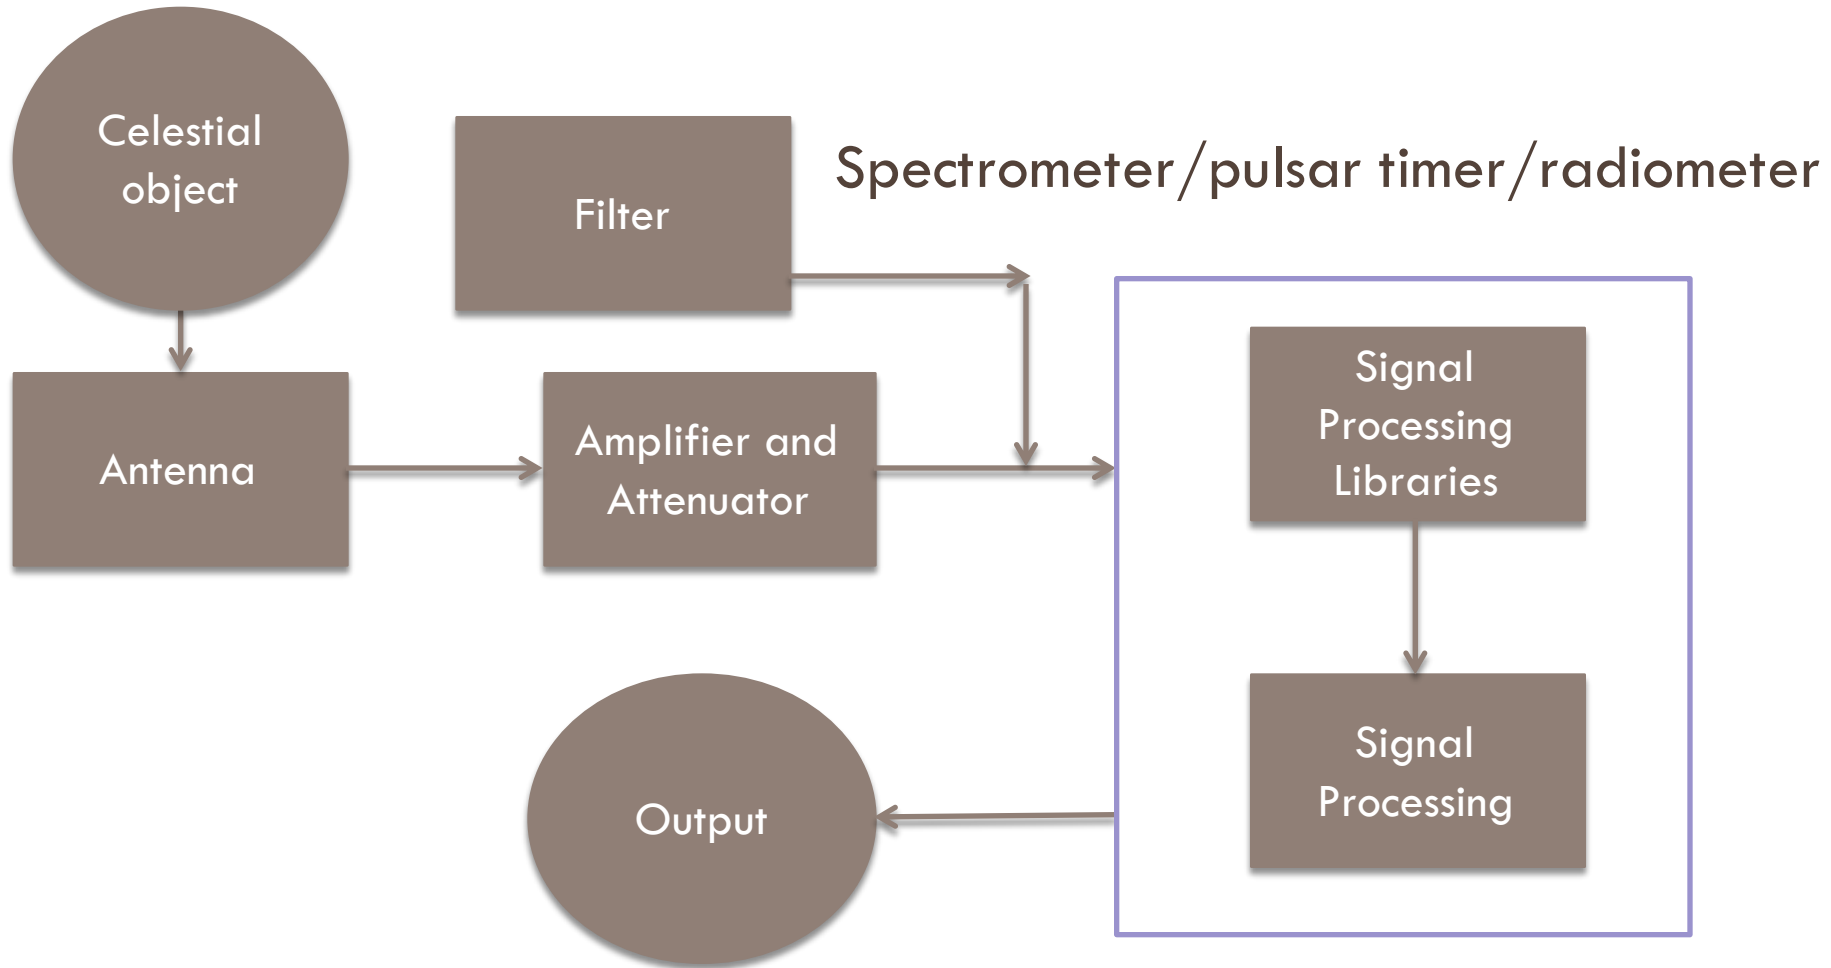 Celestial
object
Filter
Spectrometer/pulsar timer/radiometer
Antenna
Amplifier and
Attenuator
Signal
Processing
Libraries
Output
Signal
Processing